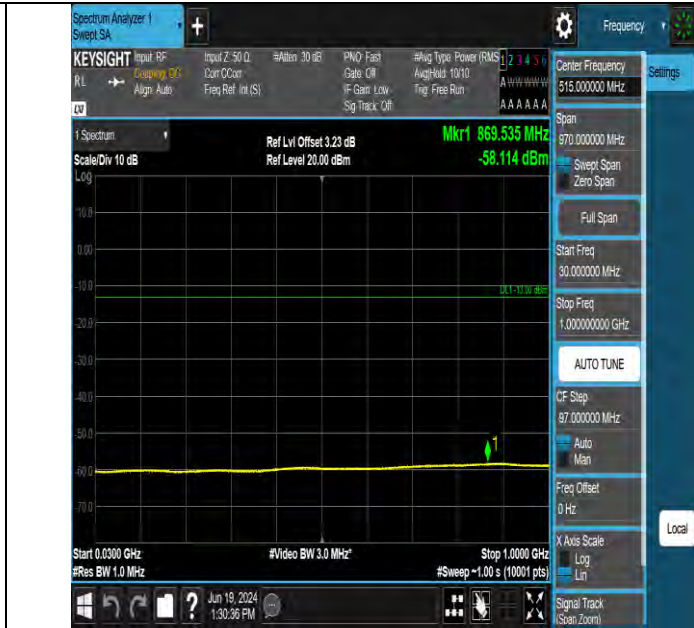 Spectrum Analyzer 1
Swept SA
+
Frequency
KEYSIGHT
RL
Input: RF
Coupling: DC
Align: Auto
Input Z: 50 Ω
Corr CCorr
Freq Ref: Int (S)
#Atten: 30 dB
PNO: Fast
Gate: Off
IF Gain: Low
Sig Track: Off
#Avg Type: Power (RMS
Avg|Hold: 10/10
Trig: Free Run
1 2 3 4 5 6
A W W W W W
A A A A A A
LXI
1 Spectrum
Scale/Div 10 dB
Ref Lvl Offset 3.23 dB
Ref Level 20.00 dBm
Mkr1 869.535 MHz
-58.114 dBm
Log
10.0
0.00
-10.0
-20.0
-30.0
-40.0
-50.0
-60.0
-70.0
DL1 -13.00 dBm
1
Start 0.0300 GHz
#Res BW 1.0 MHz
#Video BW 3.0 MHz*
Stop 1.0000 GHz
#Sweep ~1.00 s (10001 pts)
?
Jun 19, 2024
1:30:36 PM
Center Frequency
515.000000 MHz
Settings
Span
970.000000 MHz
Swept Span
Zero Span
Full Span
Start Freq
30.000000 MHz
Stop Freq
1.000000000 GHz
AUTO TUNE
CF Step
97.000000 MHz
Auto
Man
Freq Offset
0 Hz
Local
X Axis Scale
Log
Lin
Signal Track
(Span Zoom)